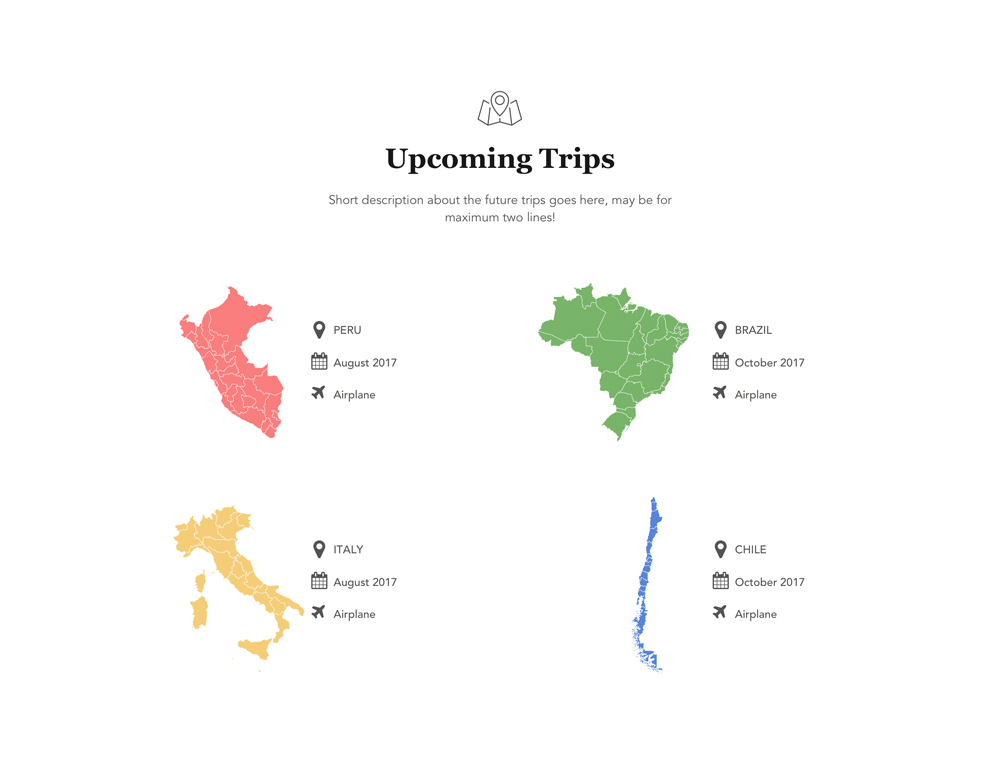 Upcoming Trips
Short description about the future trips goes here, may be for
maximum two lines!
PERU
August 2017
Airplane
BRAZIL
October 2017
Airplane
ITALY
August 2017
Airplane
CHILE
October 2017
Airplane